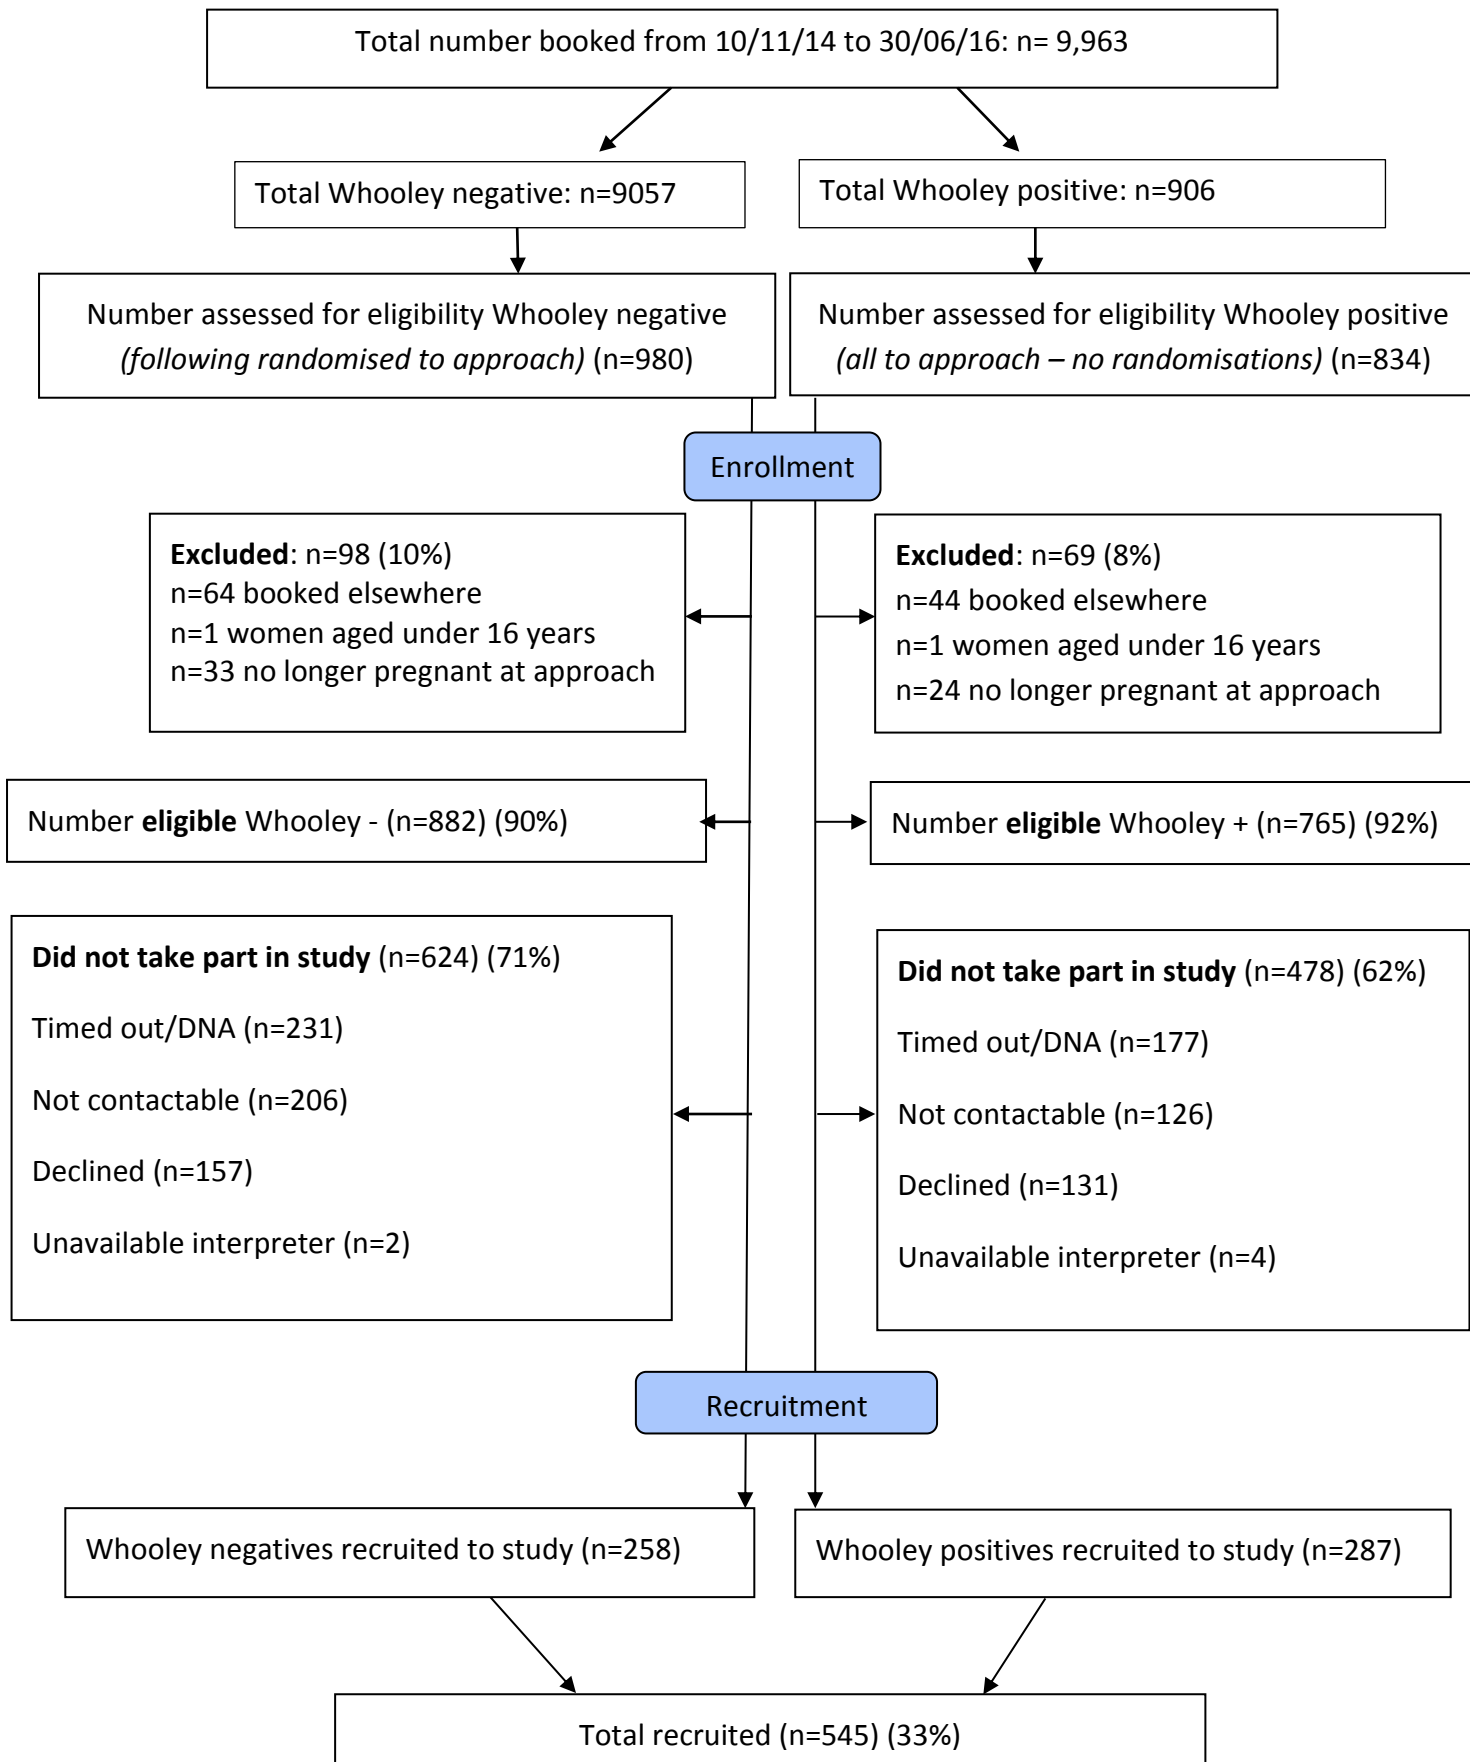 Total number booked from 10/11/14 to 30/06/16: n= 9,963
Total Whooley negative: n=9057
Total Whooley positive: n=906
Number assessed for eligibility Whooley negative
(following randomised to approach) (n=980)
Number assessed for eligibility Whooley positive
(all to approach – no randomisations) (n=834)
Enrollment
Excluded: n=98 (10%)
n=64 booked elsewhere
n=1 women aged under 16 years
n=33 no longer pregnant at approach
Excluded: n=69 (8%)
n=44 booked elsewhere
n=1 women aged under 16 years
n=24 no longer pregnant at approach
Number eligible Whooley - (n=882) (90%)
Number eligible Whooley + (n=765) (92%)
Did not take part in study (n=624) (71%)
Timed out/DNA (n=231)
Not contactable (n=206)
Declined (n=157)
Unavailable interpreter (n=2)
Did not take part in study (n=478) (62%)
Timed out/DNA (n=177)
Not contactable (n=126)
Declined (n=131)
Unavailable interpreter (n=4)
Recruitment
Whooley negatives recruited to study (n=258)
Whooley positives recruited to study (n=287)
Total recruited (n=545) (33%)